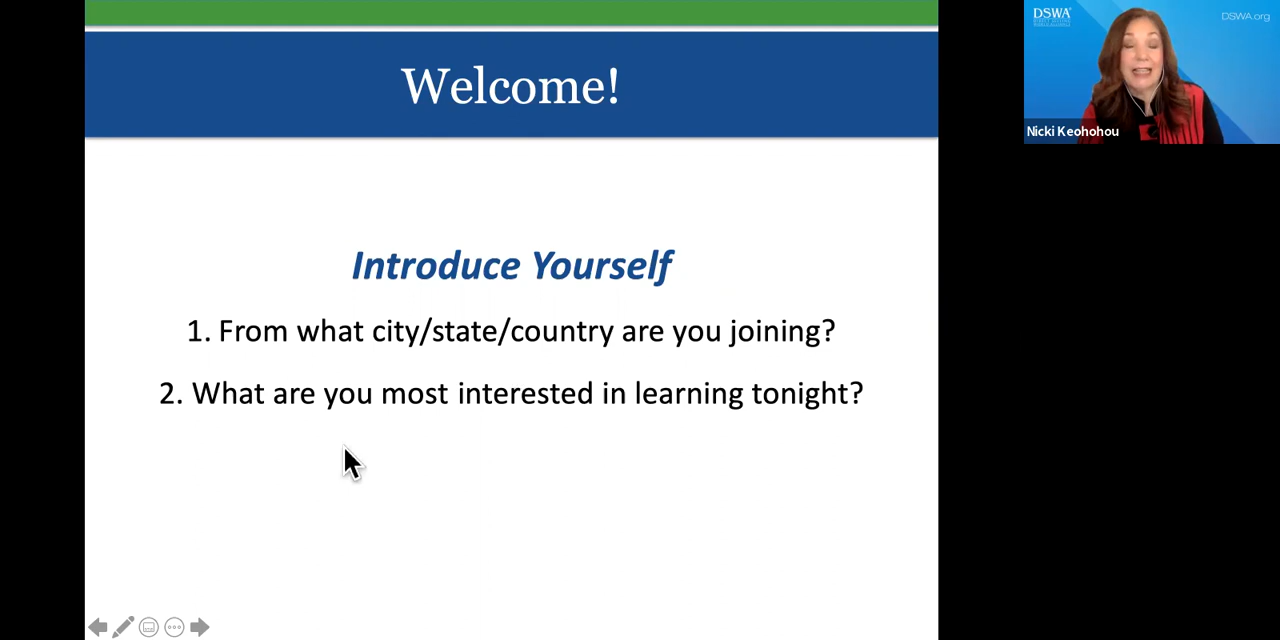 Welcome!
Introduce Yourself
1. From what city/state/country are you joining?
2. What are you most interested in learning tonight?
DSWA
DSWA.org
Nicki Keohohou